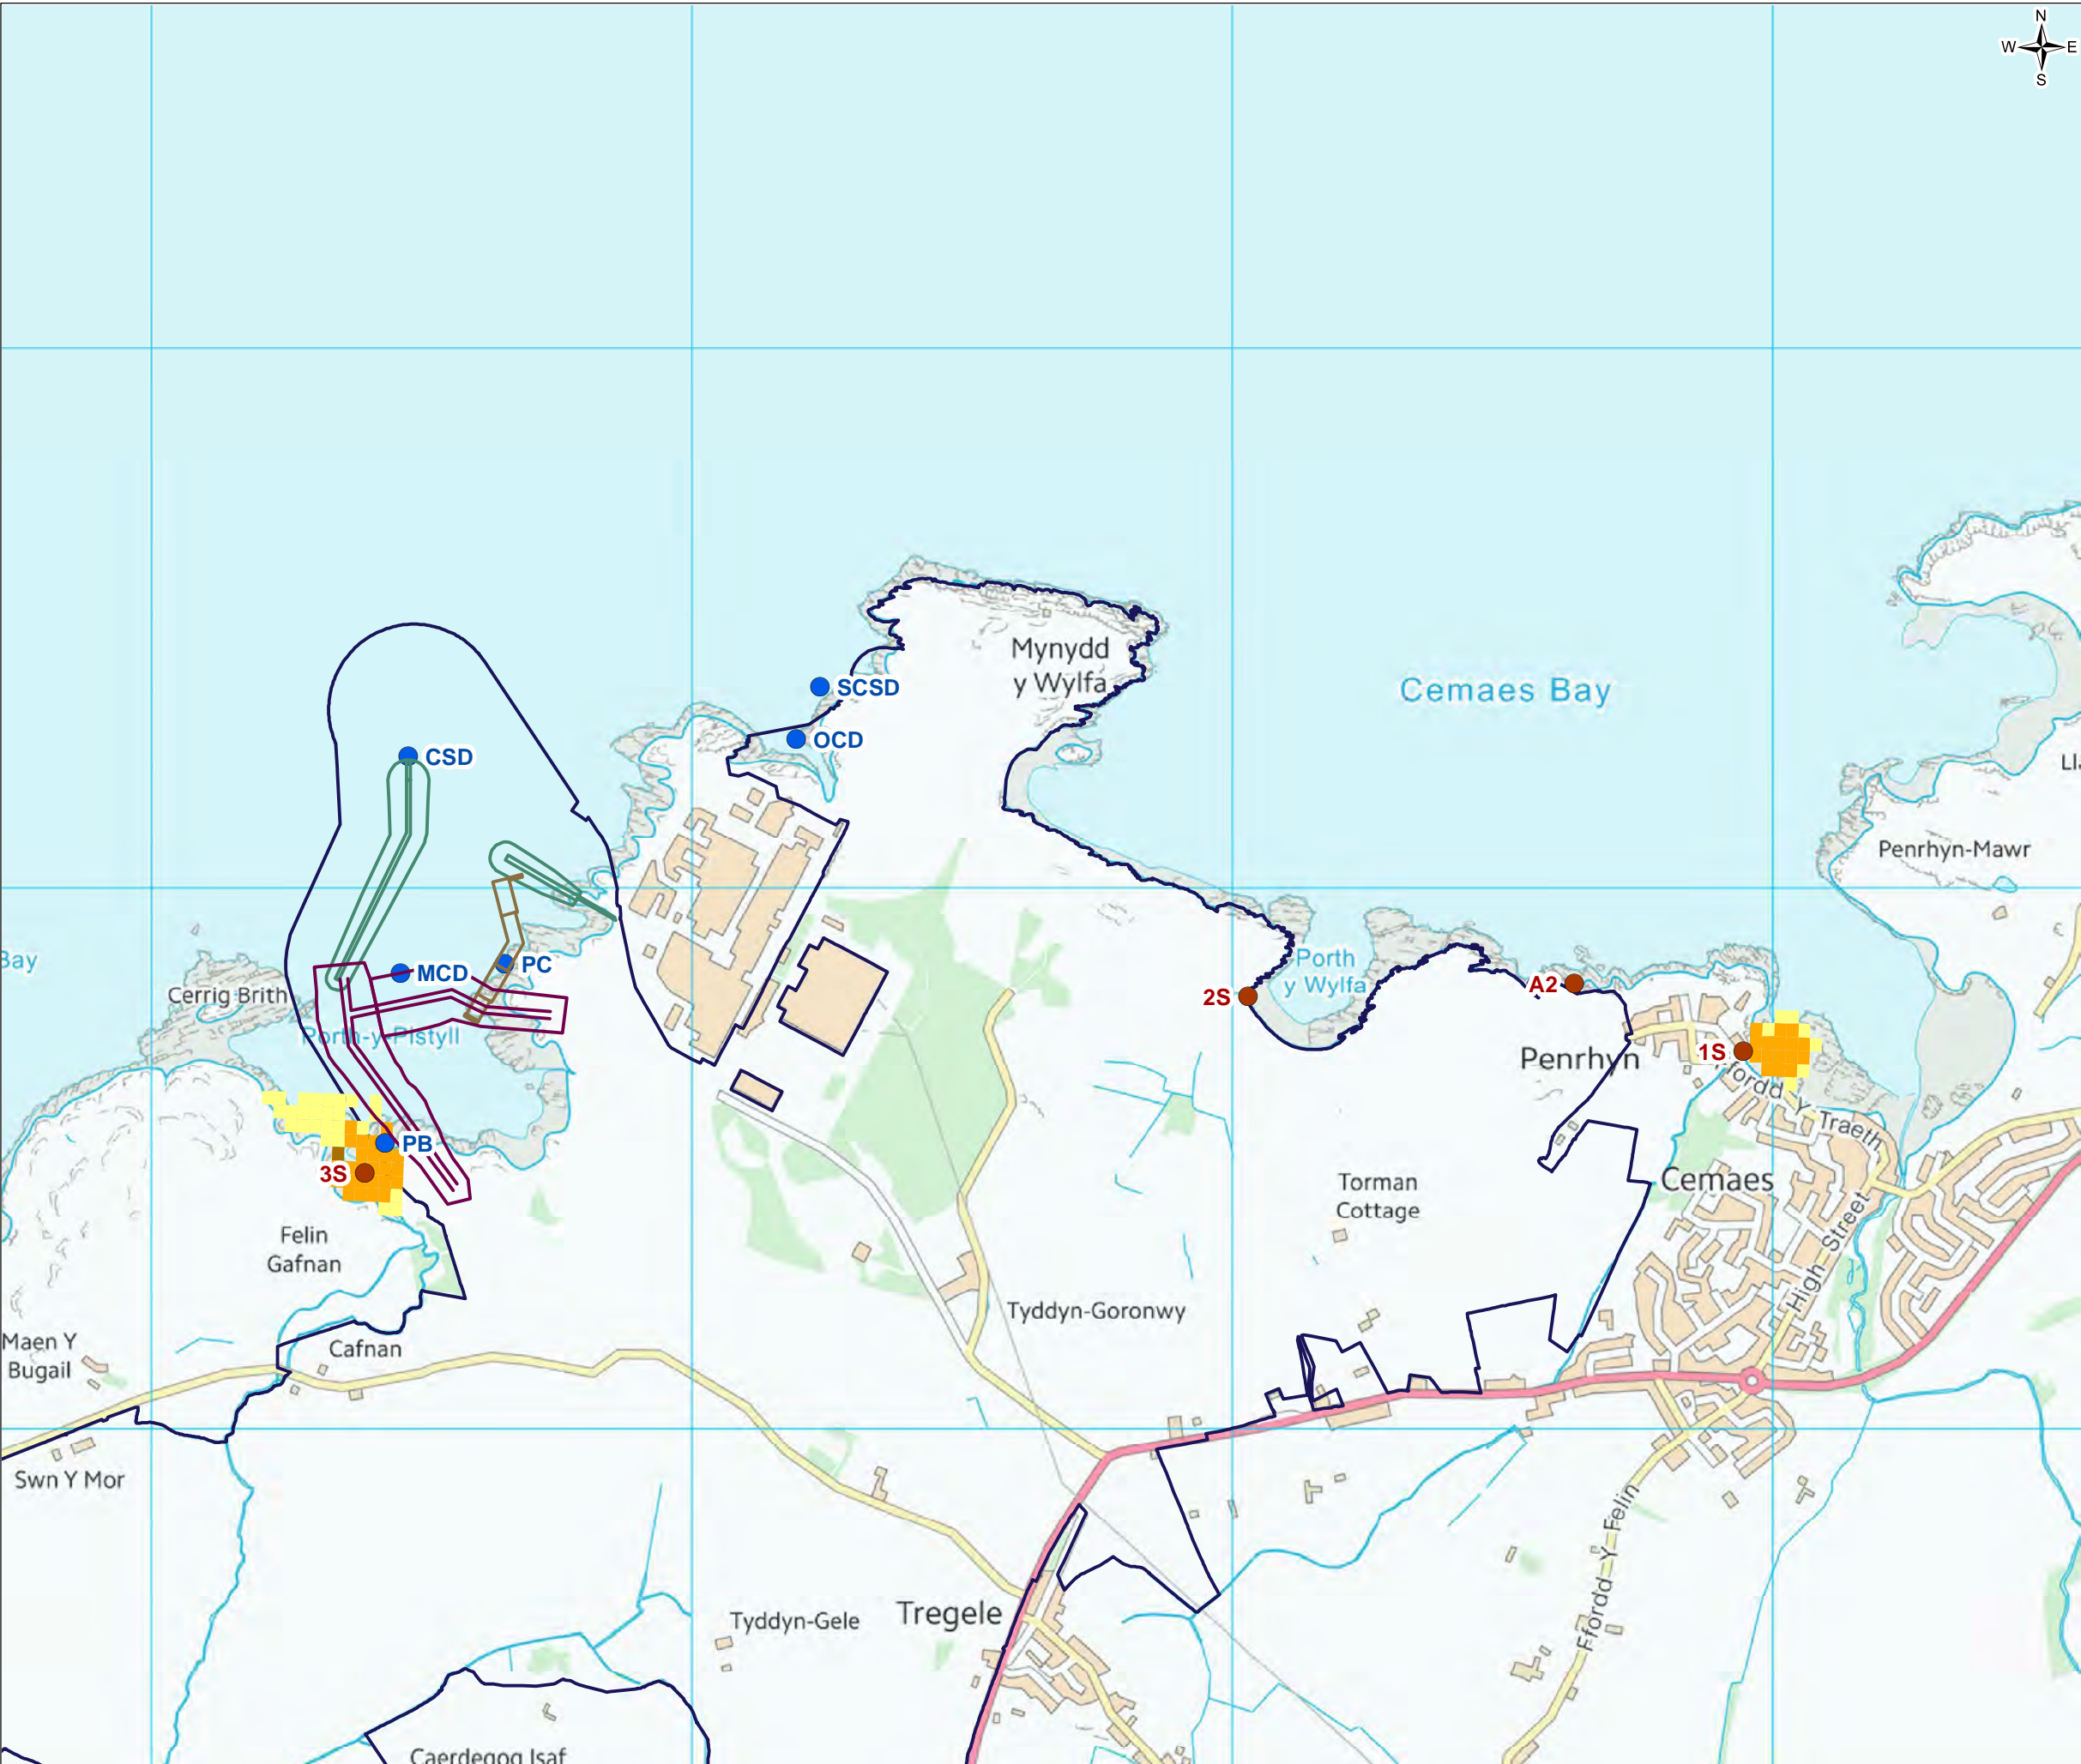 N
W E
S
Mynydd
y Wylfa
SCSD
Cemaes Bay
OCD
CSD
Penrhyn-Mawr
PC
MCD
Bay
Cerrig Brith
Porth-y-Pistyll
Porth
y Wylfa
2S
A2
1S
Penrhyn
Ffordd Y Traeth
PB
3S
Torman
Cottage
Cemaes
High Street
Felin
Gafnan
Tyddyn-Goronwy
Maen Y
Bugail
Cafnan
Swn Y Mor
Ffordd Y Felin
Tyddyn-Gele
Tregele
Caerdegog Isaf